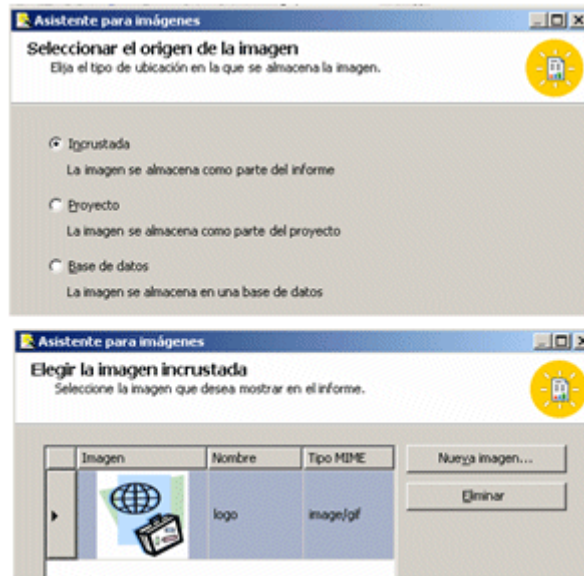 Asistente para imágenes
Seleccionar el origen de la imagen
Elija el tipo de ubicación en la que se almacena la imagen.
Incrustada
La imagen se almacena como parte del informe
Proyecto
La imagen se almacena como parte del proyecto
Base de datos
La imagen se almacena en una base de datos
Asistente para imágenes
Elegir la imagen incrustada
Seleccione la imagen que desea mostrar en el informe.
Imagen Nombre Tipo MIME Nueva imagen...
Eliminar
logo image/gif